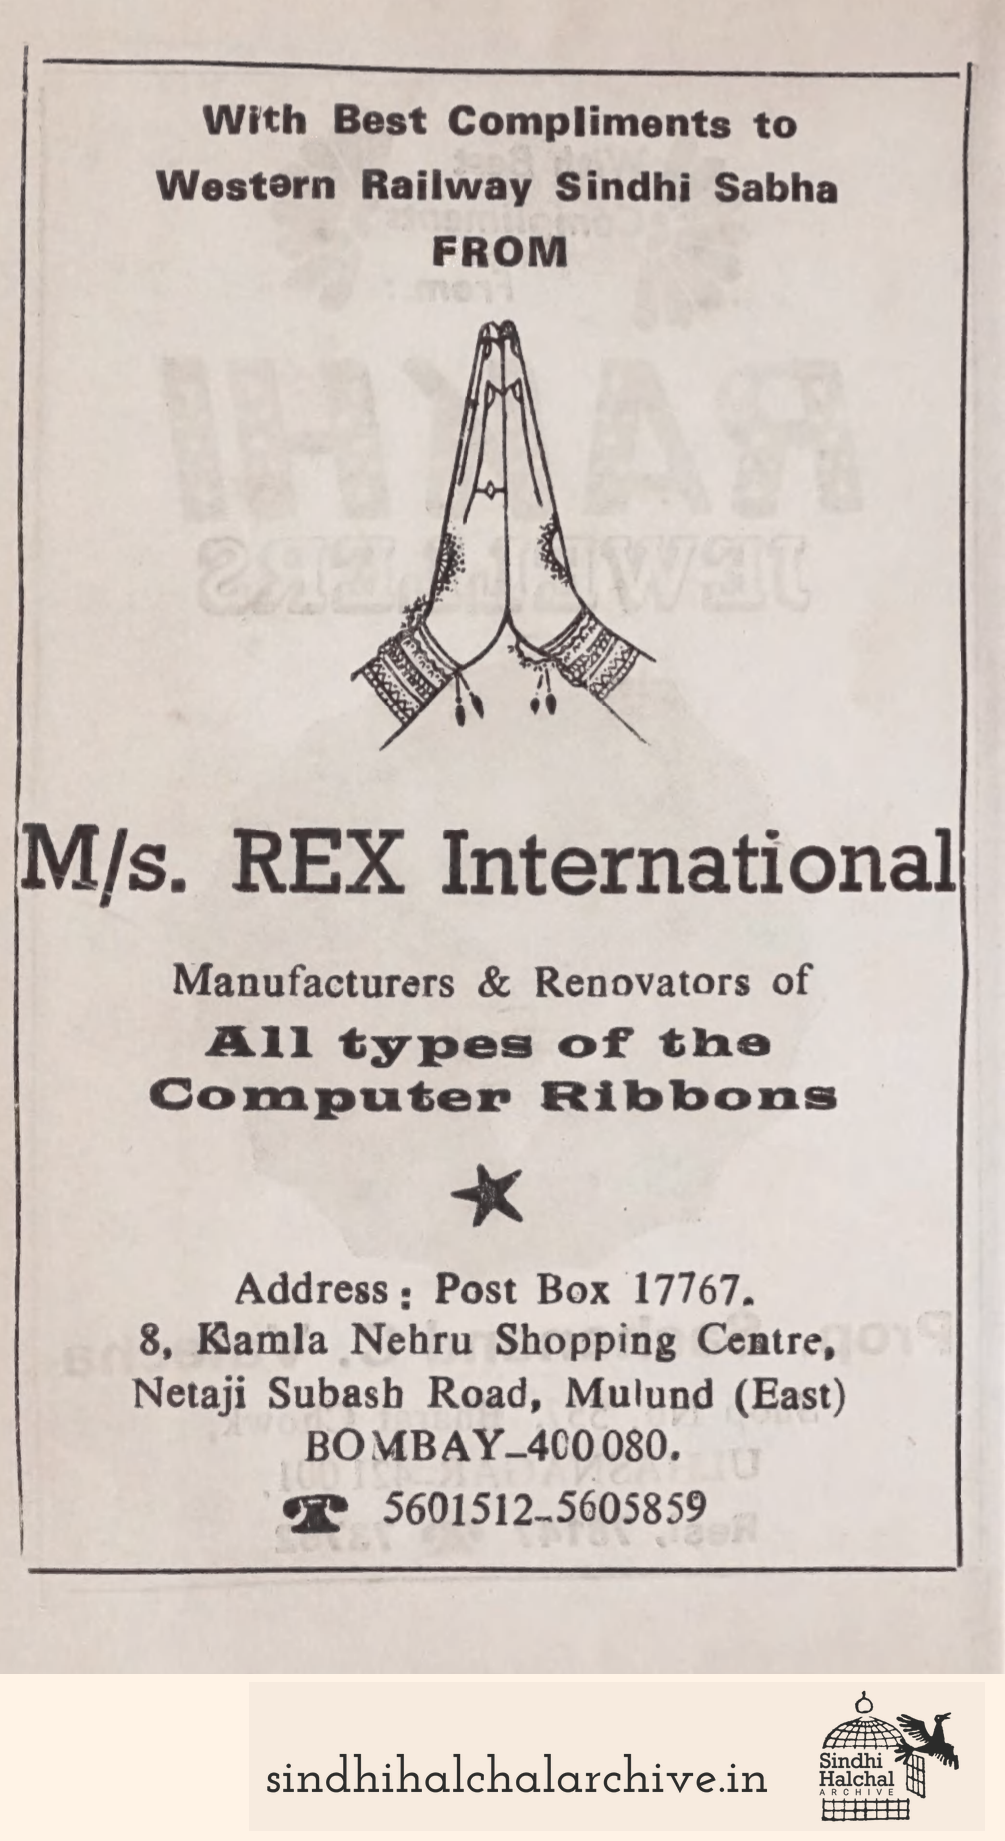 With Best Compliments to
Western Railway Sindhi Sabha
FROM
M/s. REX International
Manufacturers & Renovators of
All types of the
Computer Ribbons
Address : Post Box 17767.
8, Kamla Nehru Shopping Centre,
Netaji Subash Road, Mulund (East)
BOMBAY-400 080.
☎ 5601512-5605859
sindhihalchalarchive.in
Sindhi
Halchal
ARCHIVE